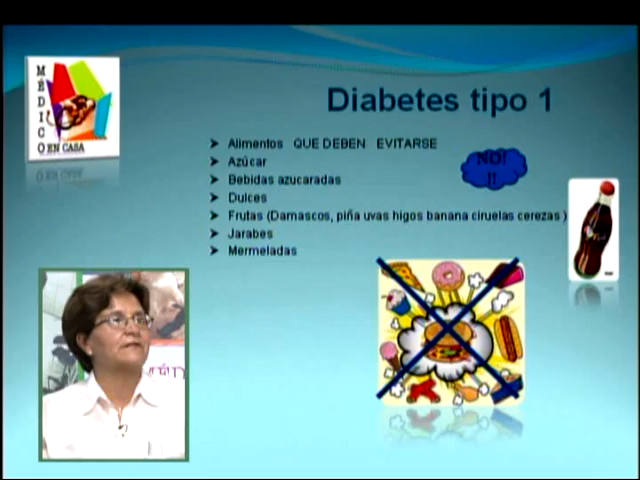 MÉDICO
EN CASA
Diabetes tipo 1
Alimentos QUE DEBEN EVITARSE
Azúcar
Bebidas azucaradas
Dulces
Frutas (Damascos, piña uvas higos banana ciruelas cerezas )
Jarabes
Mermeladas
NO!
!!